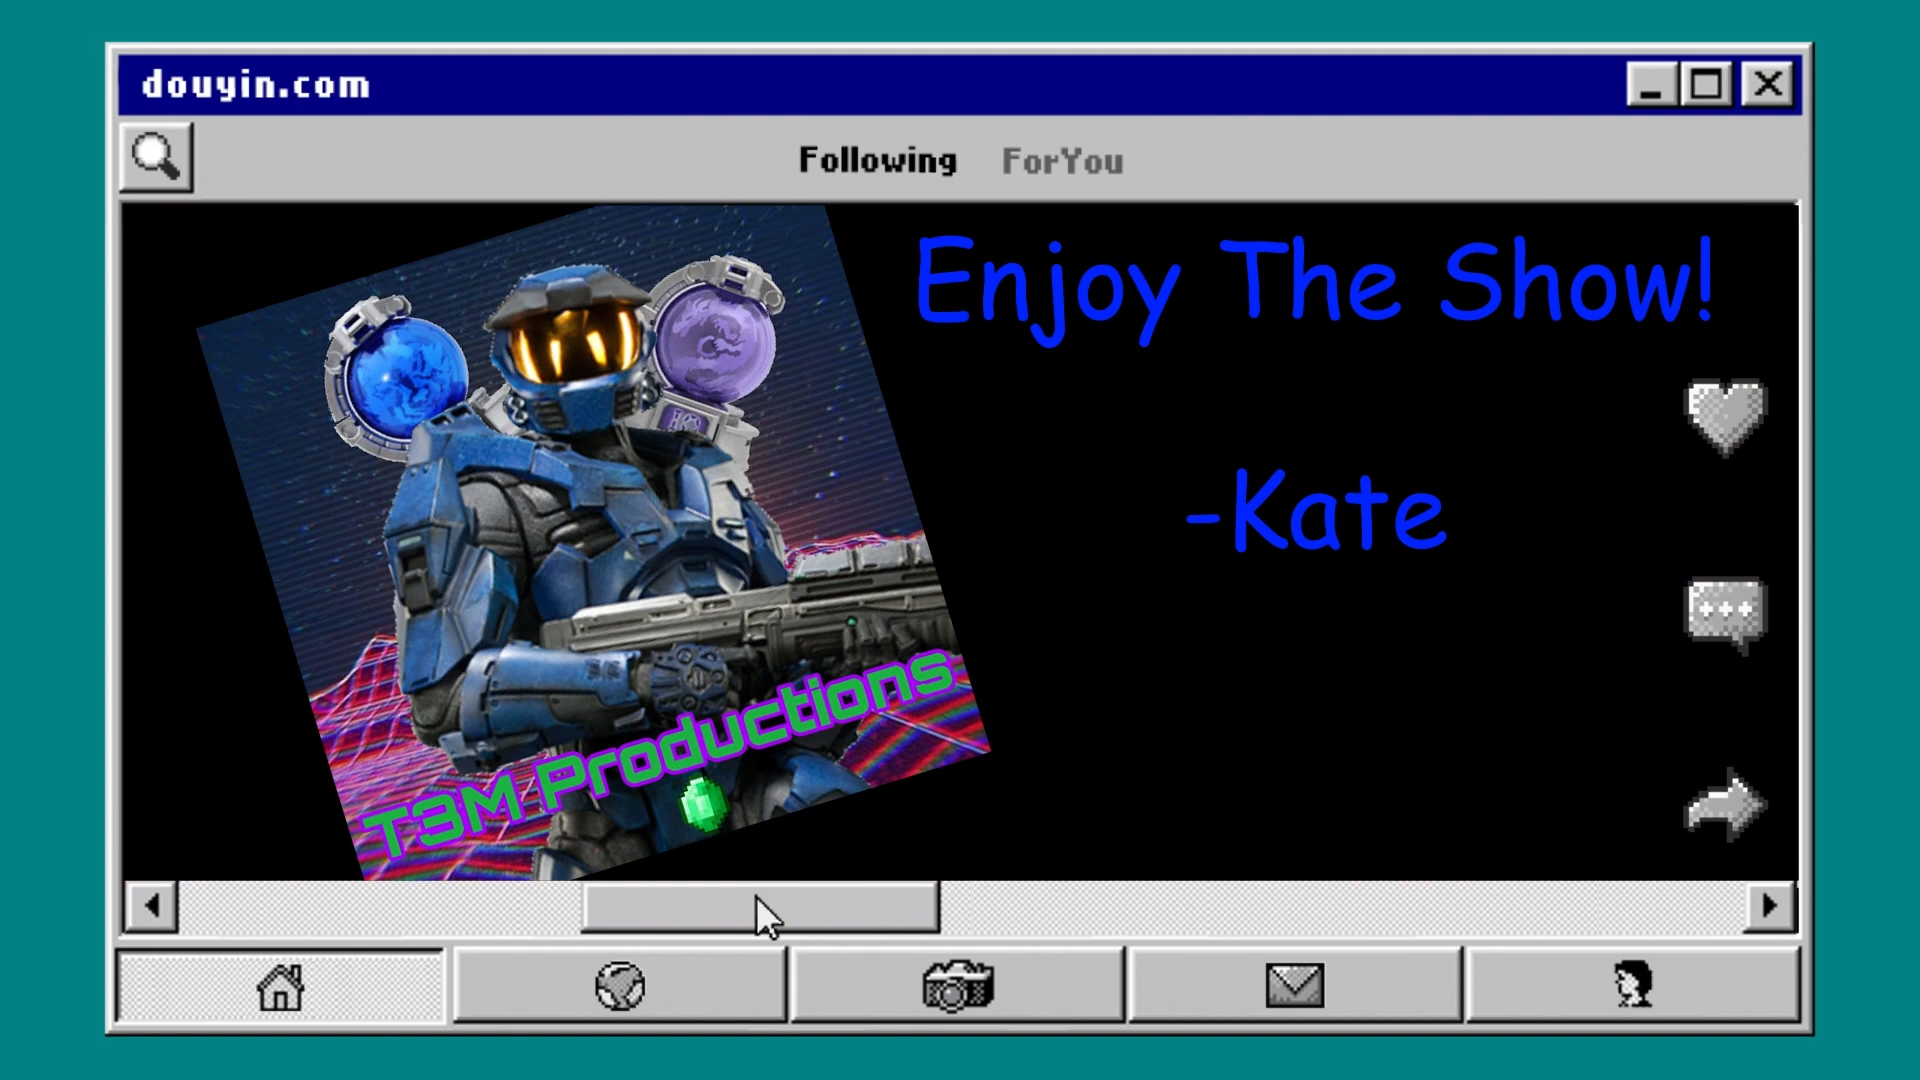 douyin.com
Following ForYou
Enjoy The Show!
-Kate
T3M Productions